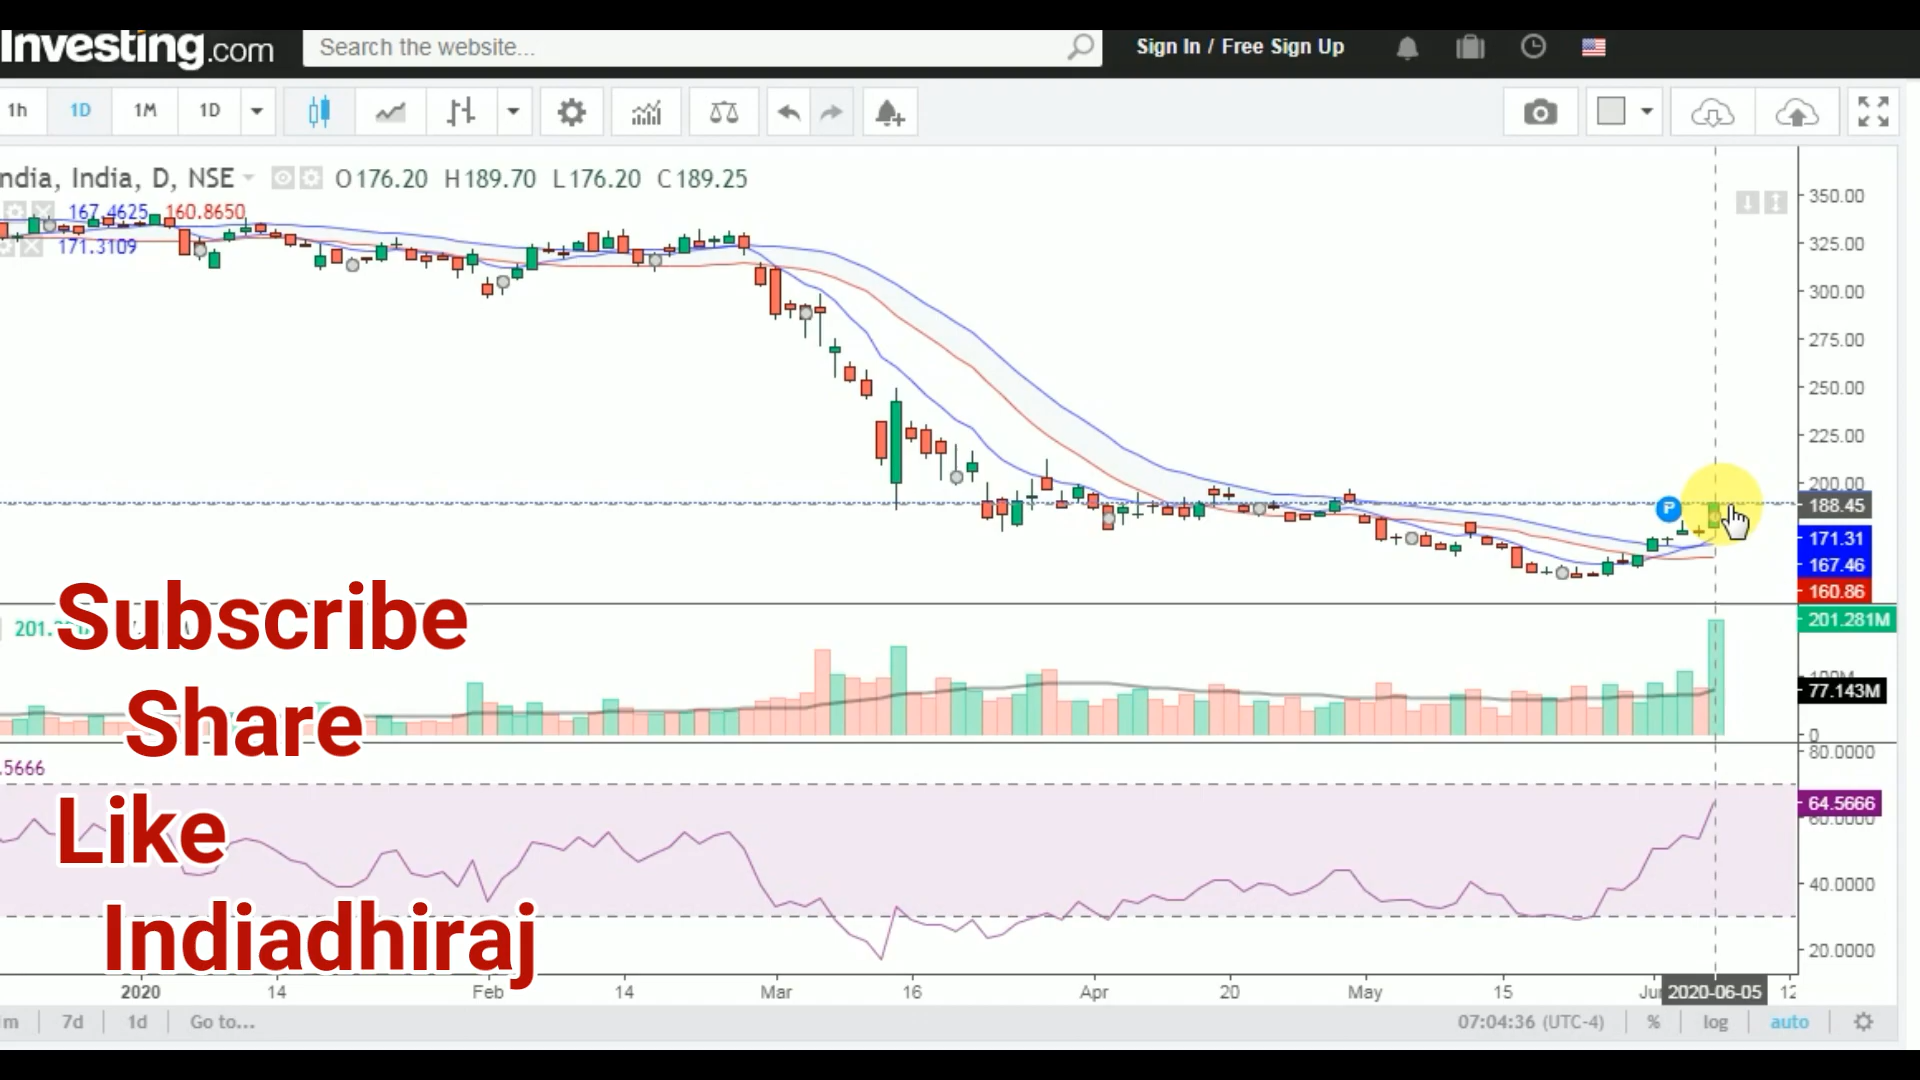 Investing.com
Search the website...
Sign In / Free Sign Up
1h 1D 1M 1D
ndia, India, D, NSE O176.20 H189.70 L176.20 C189.25
167.4625 160.8650
171.3109
350.00
325.00
300.00
275.00
250.00
225.00
200.00
188.45
P
171.31
167.46
160.86
Subscribe
Share
Like
Indiadhiraj
201.281M
77.143M
0
.5666
80.0000
64.5666
60.0000
40.0000
20.0000
2020 14 Feb 14 Mar 16 Apr 20 May 15 2020-06-05 12
7d 1d Go to...
07:04:36 (UTC-4) % log auto